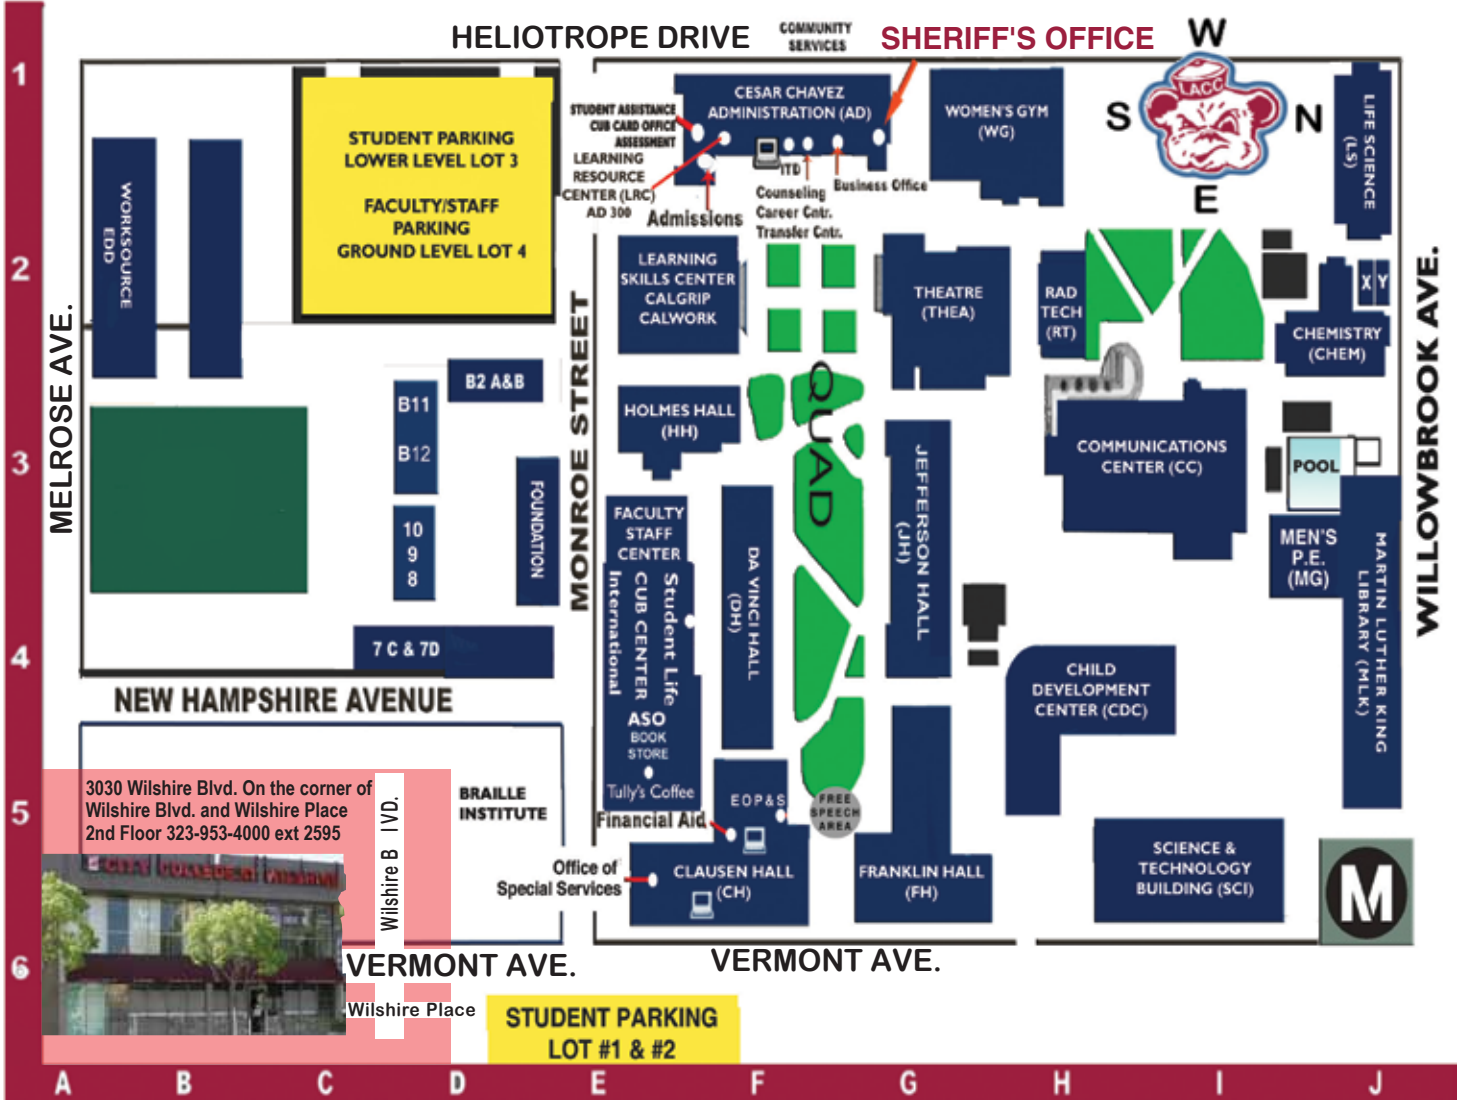 HELIOTROPE DRIVE
COMMUNITY
SERVICES
SHERIFF'S OFFICE
W
S
N
E
LACC
1
2
3
4
5
6
STUDENT PARKING
LOWER LEVEL LOT 3
FACULTY/STAFF
PARKING
GROUND LEVEL LOT 4
STUDENT ASSISTANCE
CUB CARD OFFICE
ASSESSMENT
LEARNING
RESOURCE
CENTER (LRC)
AD 300
CESAR CHAVEZ
ADMINISTRATION (AD)
ITD
Admissions
Counseling
Career Cntr.
Transfer Cntr.
Business Office
WOMEN'S GYM
(WG)
LIFE SCIENCE
(LS)
WORKSOURCE
EDD
MELROSE AVE.
MONROE STREET
WILLOWBROOK AVE.
LEARNING
SKILLS CENTER
CALGRIP
CALWORK
THEATRE
(THEA)
RAD
TECH
(RT)
X Y
CHEMISTRY
(CHEM)
B2 A&B
B11
B12
10
9
8
FOUNDATION
7 C & 7D
HOLMES HALL
(HH)
QUAD
JEFFERSON HALL
(JH)
COMMUNICATIONS
CENTER (CC)
POOL
MEN'S
P.E.
(MG)
MARTIN LUTHER KING
LIBRARY (MLK)
FACULTY
STAFF
CENTER
Student Life
CUB CENTER
International
ASO
BOOK
STORE
Tully's Coffee
DA VINCI HALL
(DH)
CHILD
DEVELOPMENT
CENTER (CDC)
NEW HAMPSHIRE AVENUE
3030 Wilshire Blvd. On the corner of
Wilshire Blvd. and Wilshire Place
2nd Floor 323-953-4000 ext 2595
CITY COLLEGE
Wilshire B lVD.
BRAILLE
INSTITUTE
EOP&S
FREE
SPEECH
AREA
Financial Aid
Office of
Special Services
CLAUSEN HALL
(CH)
FRANKLIN HALL
(FH)
SCIENCE &
TECHNOLOGY
BUILDING (SCI)
M
VERMONT AVE.
VERMONT AVE.
Wilshire Place
STUDENT PARKING
LOT #1 & #2
A B C D E F G H I J